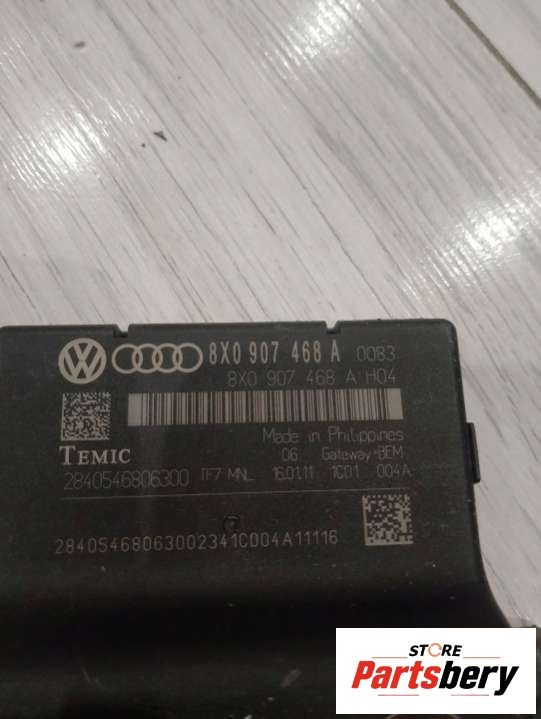 8X0 907 468 A 0083
8X0 907 468 A H04
Made in Philippines
TEMIC 06 Gateway+BEM
2840546806300 TF7 MNL 16.01.11 1C01 004A
28405468063002341C004A11116
STORE
Partsbery